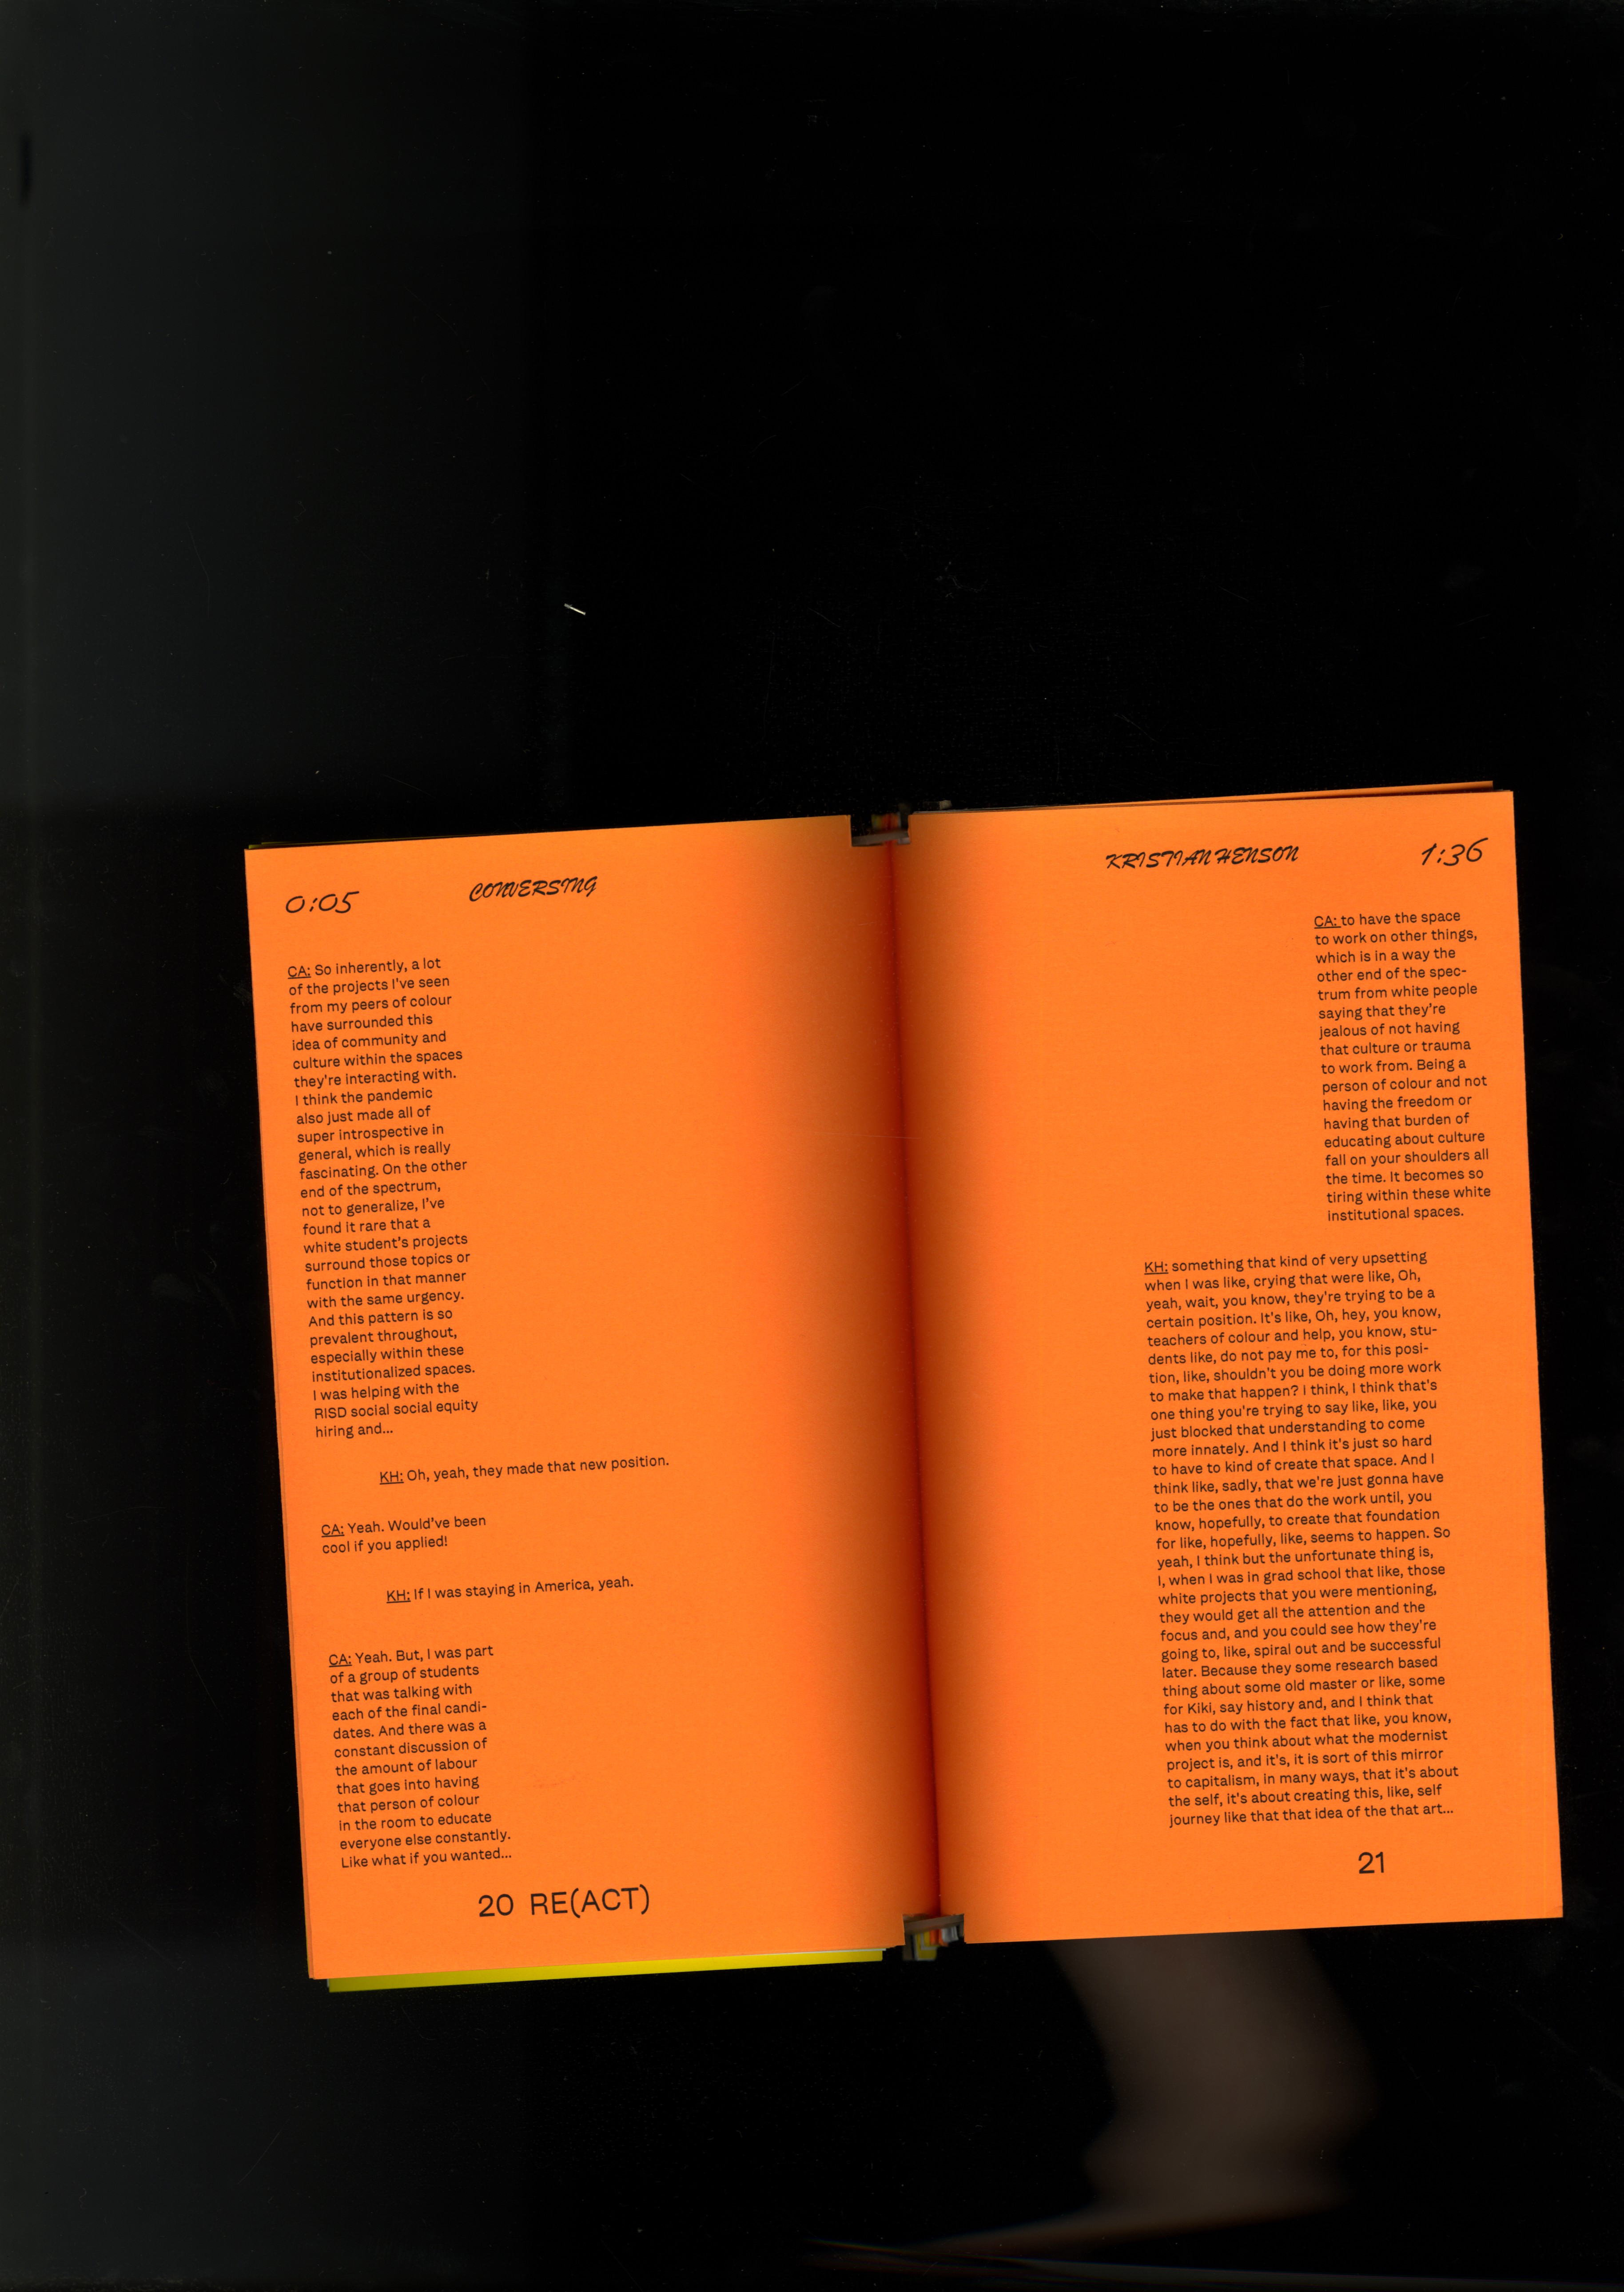 0:05
CONVERSING
CA: So inherently, a lot
of the projects I've seen
from my peers of colour
have surrounded this
idea of community and
culture within the spaces
they're interacting with.
I think the pandemic
also just made all of
super introspective in
general, which is really
fascinating. On the other
end of the spectrum,
not to generalize, I've
found it rare that a
white student's projects
surround those topics or
function in that manner
with the same urgency.
And this pattern is so
prevalent throughout,
especially within these
institutionalized spaces.
I was helping with the
RISD social social equity
hiring and...
KH: Oh, yeah, they made that new position.
CA: Yeah. Would've been
cool if you applied!
KH: If I was staying in America, yeah.
CA: Yeah. But, I was part
of a group of students
that was talking with
each of the final candi-
dates. And there was a
constant discussion of
the amount of labour
that goes into having
that person of colour
in the room to educate
everyone else constantly.
Like what if you wanted...
20 RE(ACT)
KRISTIAN HENSON
1:36
CA: to have the space
to work on other things,
which is in a way the
other end of the spec-
trum from white people
saying that they're
jealous of not having
that culture or trauma
to work from. Being a
person of colour and not
having the freedom or
having that burden of
educating about culture
fall on your shoulders all
the time. It becomes so
tiring within these white
institutional spaces.
KH: something that kind of very upsetting
when I was like, crying that were like, Oh,
yeah, wait, you know, they're trying to be a
certain position. It's like, Oh, hey, you know,
teachers of colour and help, you know, stu-
dents like, do not pay me to, for this posi-
tion, like, shouldn't you be doing more work
to make that happen? I think, I think that's
one thing you're trying to say like, like, you
just blocked that understanding to come
more innately. And I think it's just so hard
to have to kind of create that space. And I
think like, sadly, that we're just gonna have
to be the ones that do the work until, you
know, hopefully, to create that foundation
for like, hopefully, like, seems to happen. So
yeah, I think but the unfortunate thing is,
I, when I was in grad school that like, those
white projects that you were mentioning,
they would get all the attention and the
focus and, and you could see how they're
going to, like, spiral out and be successful
later. Because they some research based
thing about some old master or like, some
for Kiki, say history and, and I think that
has to do with the fact that like, you know,
when you think about what the modernist
project is, and it's, it is sort of this mirror
to capitalism, in many ways, that it's about
the self, it's about creating this, like, self
journey like that that idea of the that art...
21